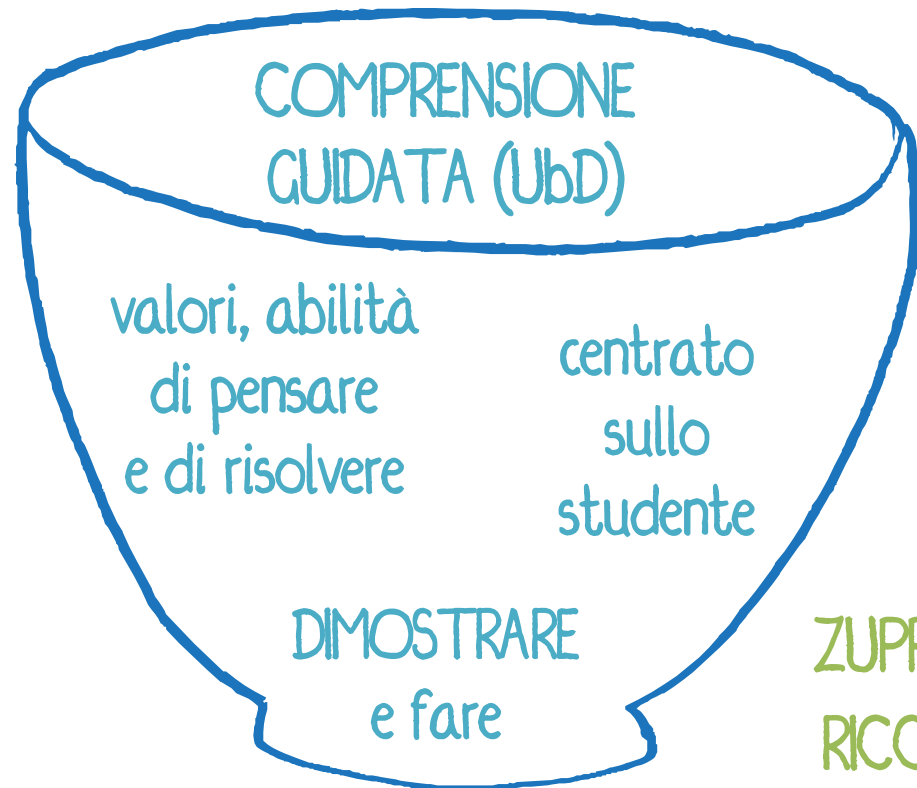 COMPRENSIONE
GUIDATA (UbD)
valori, abilità
di pensare
e di risolvere
centrato
sullo
studente
DIMOSTRARE
e fare